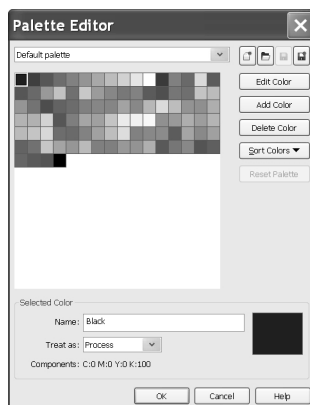 Palette Editor
Default palette
Edit Color
Add Color
Delete Color
Sort Colors
Reset Palette
Selected Color
Name: Black
Treat as: Process
Components: C:0 M:0 Y:0 K:100
OK Cancel Help